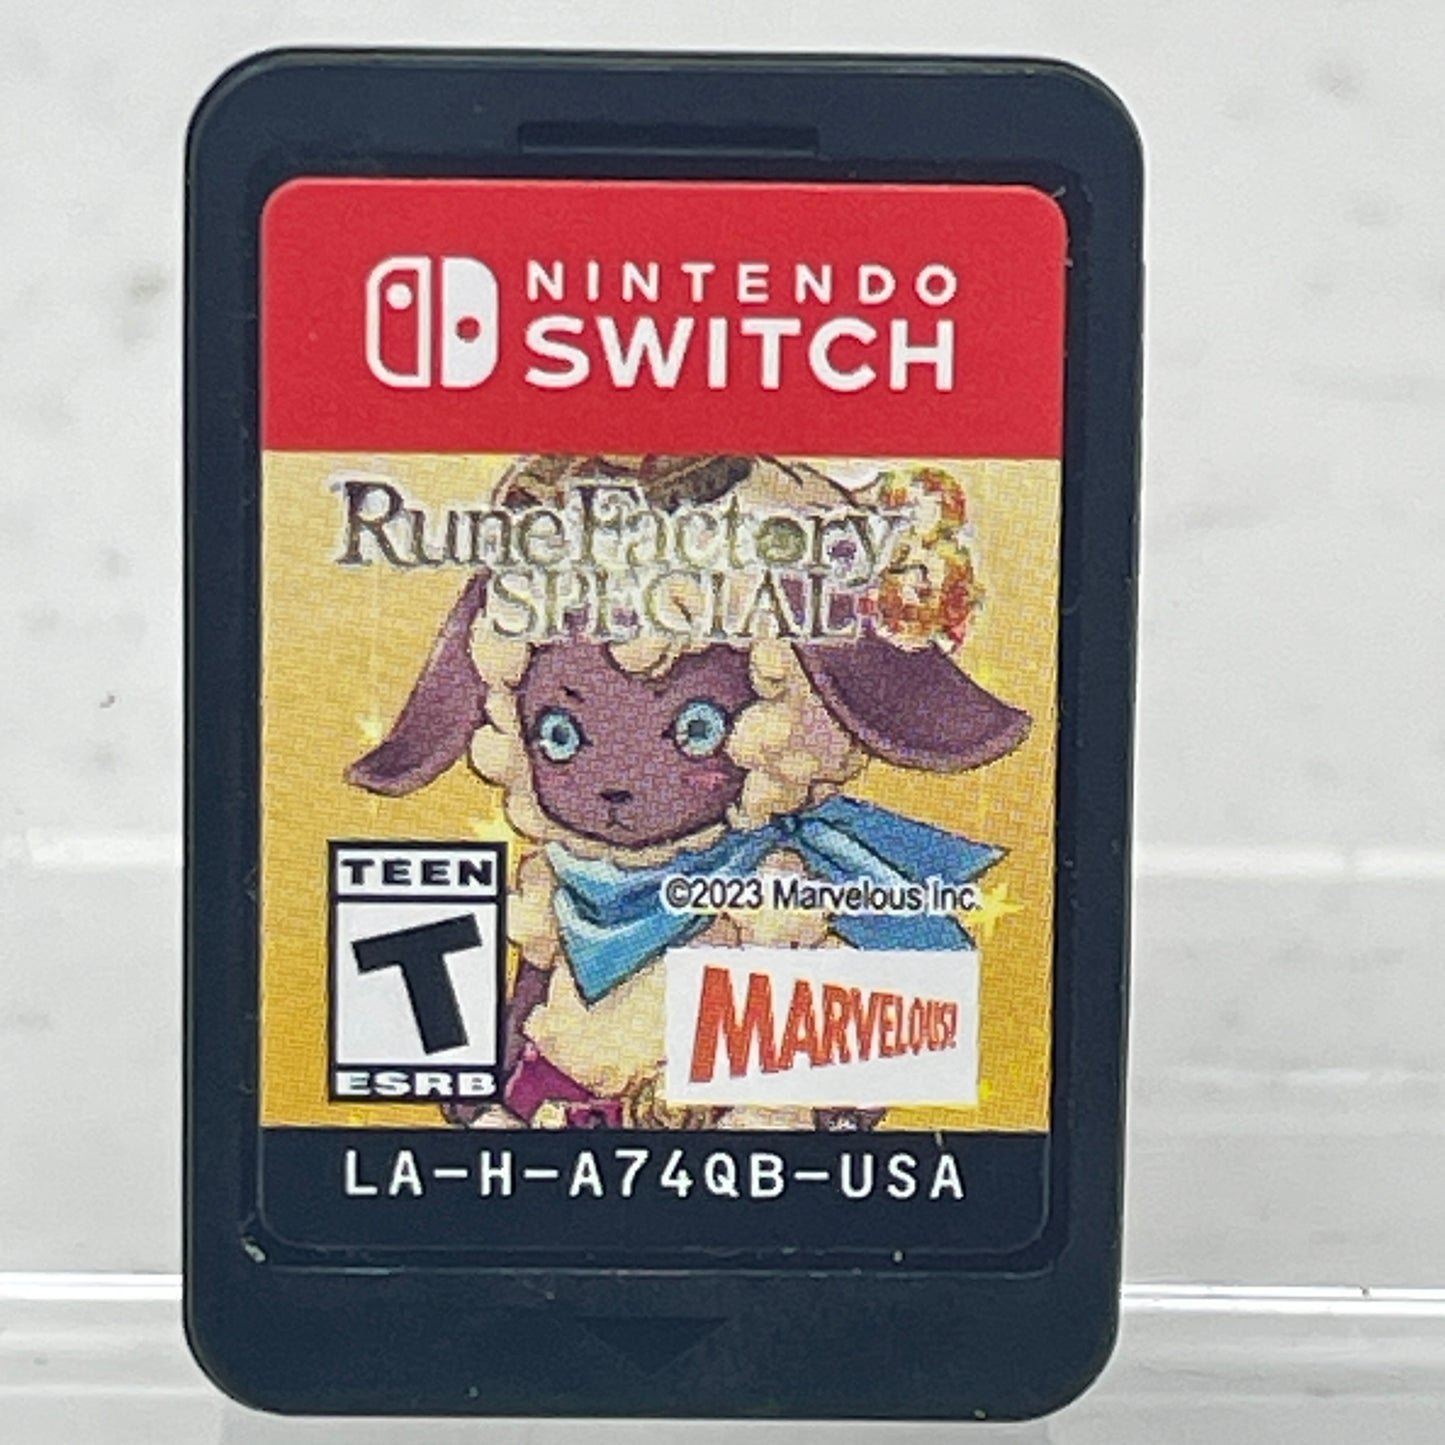 NINTENDO
SWITCH
Rune Factory 3
SPECIAL
TEEN
T
ESRB
©2023 Marvelous Inc.
MARVELOUS!
LA-H-A74QB-USA